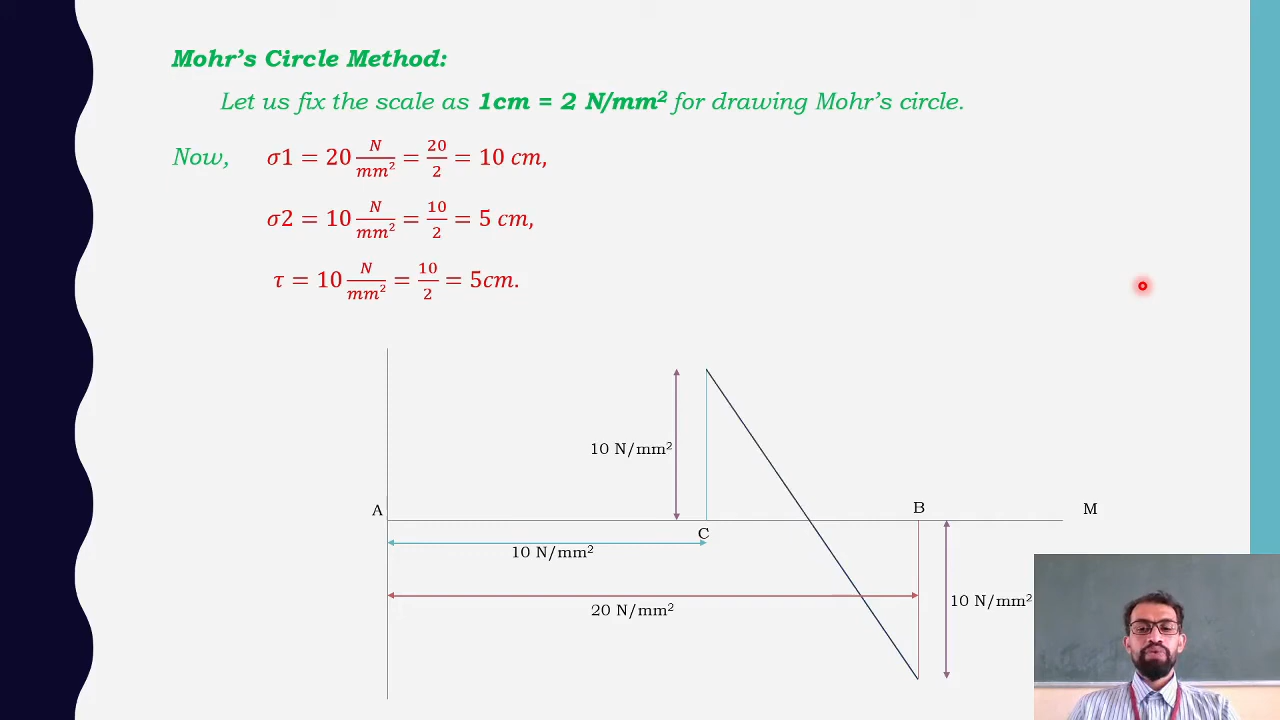 Mohr's Circle Method:
Let us fix the scale as 1cm = 2 N/mm² for drawing Mohr's circle.
Now, σ1 = 20 N/mm² = 20/2 = 10 cm,
σ2 = 10 N/mm² = 10/2 = 5 cm,
τ = 10 N/mm² = 10/2 = 5cm.
10 N/mm²
A
B
M
C
10 N/mm²
20 N/mm²
10 N/mm²